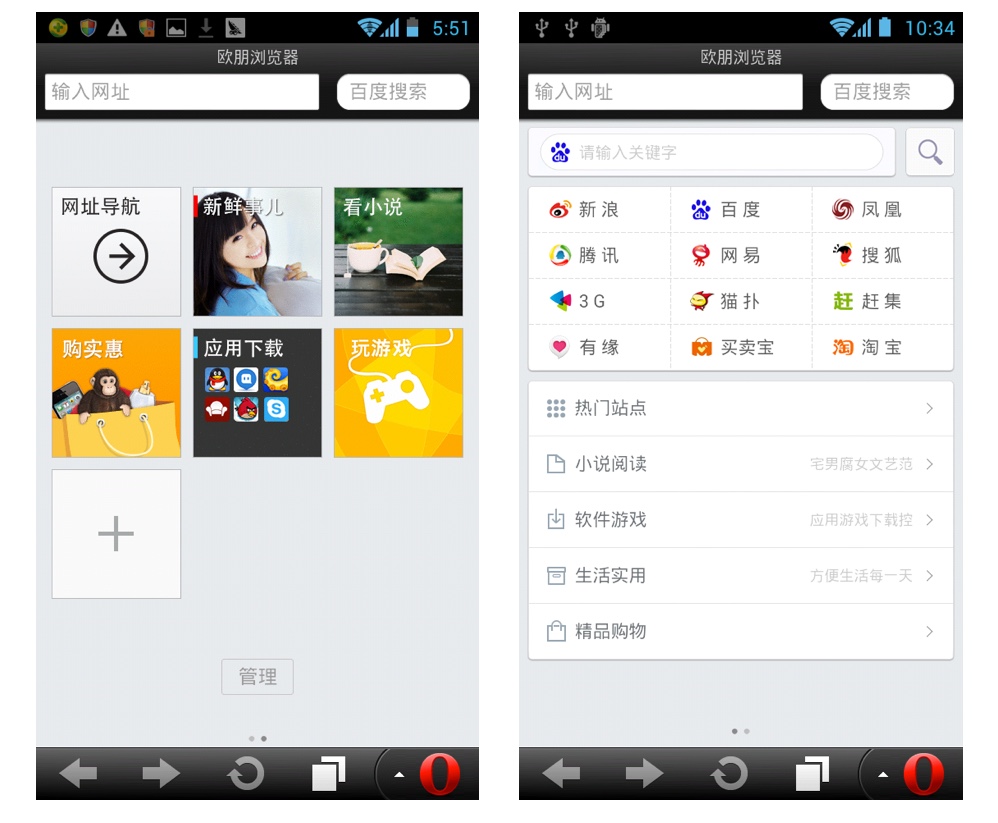 5:51
欧朋浏览器
输入网址
百度搜索
网址导航
新鲜事儿
看小说
购实惠
应用下载
玩游戏
管理
10:34
欧朋浏览器
输入网址
百度搜索
du
请输入关键字
新浪
du
百度
凤凰
腾讯
网易
搜狐
3G
猫扑
赶
赶集
有缘
买卖宝
淘
淘宝
热门站点
小说阅读
宅男腐女文艺范
软件游戏
应用游戏下载控
生活实用
方便生活每一天
精品购物